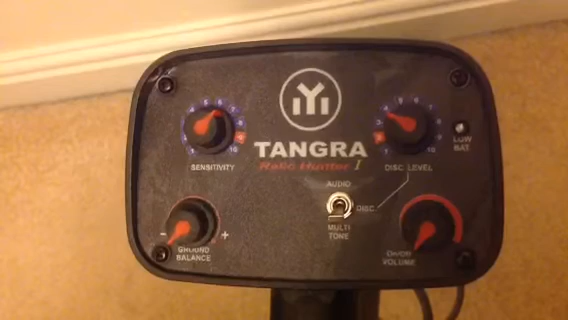 TANGRA
Relic Hunter I
SENSITIVITY
DISC. LEVEL
LOW
BAT.
AUDIO
DISC.
MULTI
TONE
- +
GROUND
BALANCE
On/Off
VOLUME